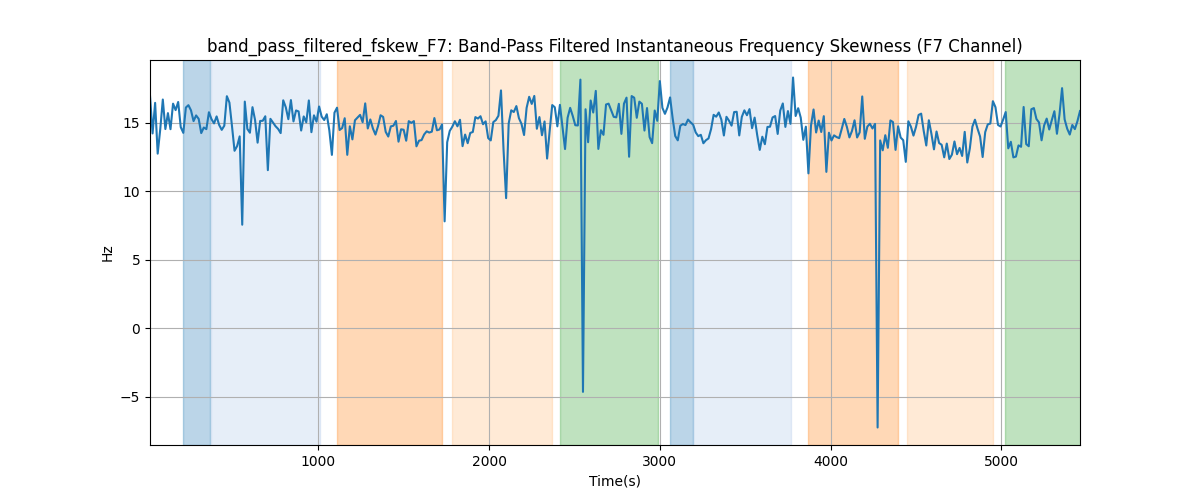 band_pass_filtered_fskew_F7: Band-Pass Filtered Instantaneous Frequency Skewness (F7 Channel)
Hz
15
10
5
0
−5
1000 2000 3000 4000 5000
Time(s)